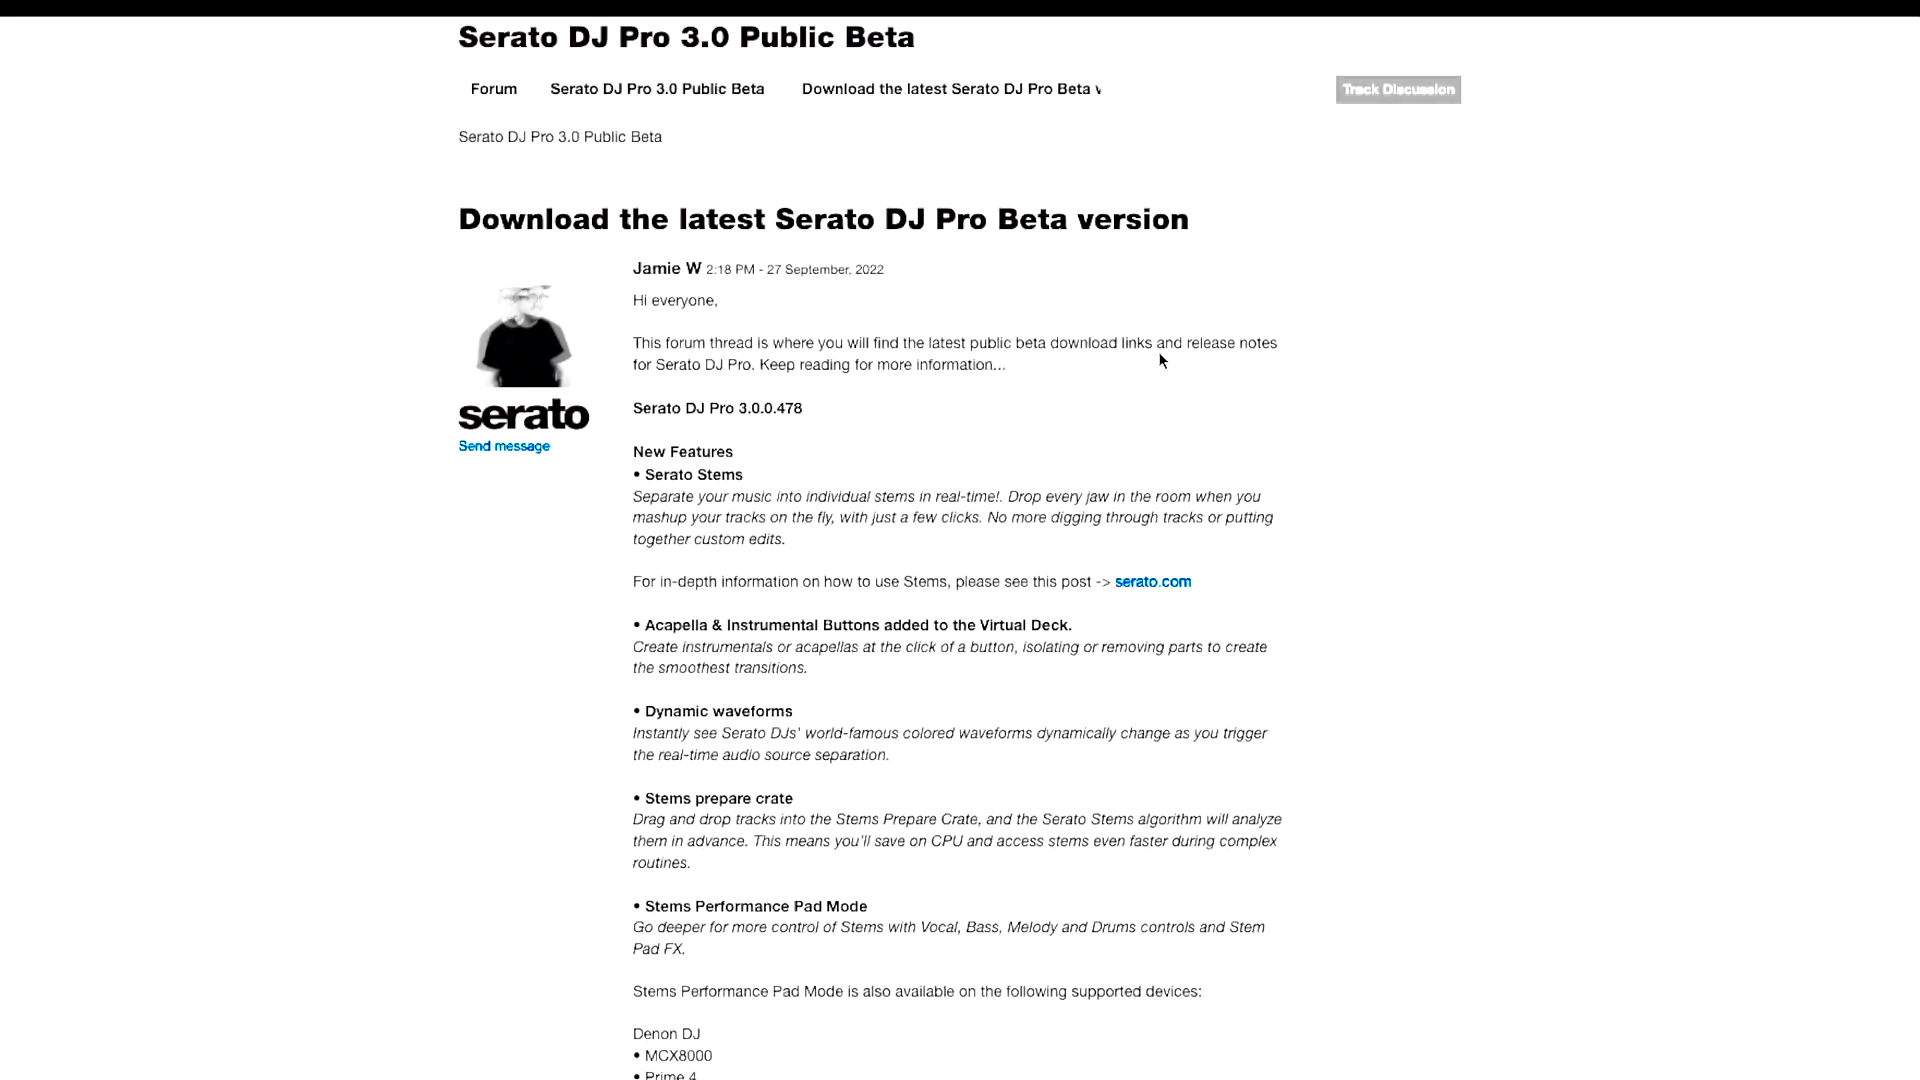 Serato DJ Pro 3.0 Public Beta
Forum Serato DJ Pro 3.0 Public Beta Download the latest Serato DJ Pro Beta v Track Discussion
Serato DJ Pro 3.0 Public Beta
Download the latest Serato DJ Pro Beta version
Jamie W 2:18 PM - 27 September, 2022
Hi everyone,
This forum thread is where you will find the latest public beta download links and release notes
for Serato DJ Pro. Keep reading for more information...
serato
Send message
Serato DJ Pro 3.0.0.478
New Features
• Serato Stems
Separate your music into individual stems in real-time!. Drop every jaw in the room when you
mashup your tracks on the fly, with just a few clicks. No more digging through tracks or putting
together custom edits.
For in-depth information on how to use Stems, please see this post -> serato.com
• Acapella & Instrumental Buttons added to the Virtual Deck.
Create instrumentals or acapellas at the click of a button, isolating or removing parts to create
the smoothest transitions.
• Dynamic waveforms
Instantly see Serato DJs' world-famous colored waveforms dynamically change as you trigger
the real-time audio source separation.
• Stems prepare crate
Drag and drop tracks into the Stems Prepare Crate, and the Serato Stems algorithm will analyze
them in advance. This means you'll save on CPU and access stems even faster during complex
routines.
• Stems Performance Pad Mode
Go deeper for more control of Stems with Vocal, Bass, Melody and Drums controls and Stem
Pad FX.
Stems Performance Pad Mode is also available on the following supported devices:
Denon DJ
• MCX8000
• Prime 4